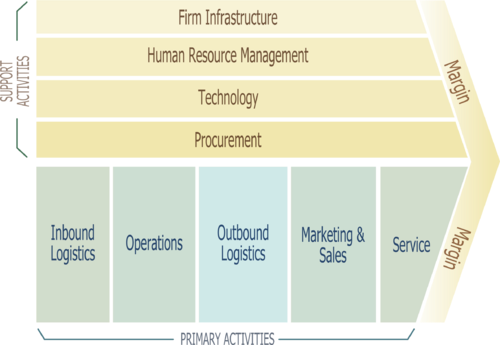 Firm Infrastructure
Human Resource Management
Technology
Procurement
SUPPORT
ACTIVITIES
Margin
Inbound
Logistics
Operations
Outbound
Logistics
Marketing &
Sales
Service
Margin
PRIMARY ACTIVITIES